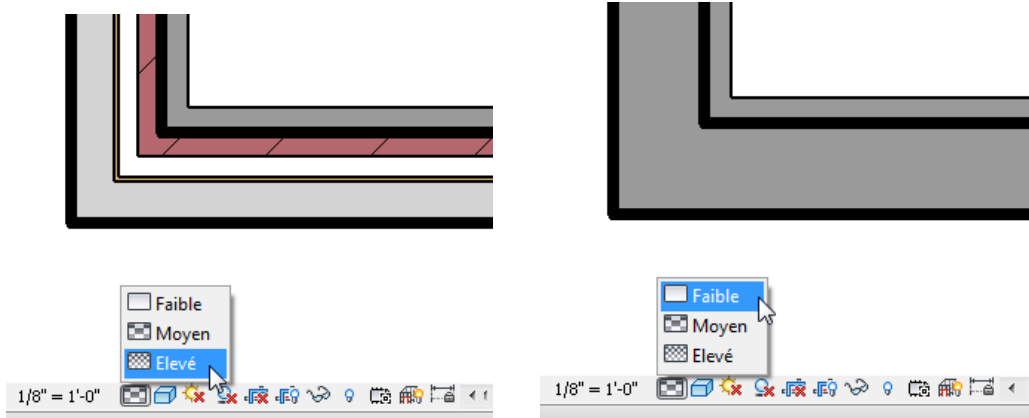 Faible
Moyen
Elevé
1/8" = 1'-0"
Faible
Moyen
Elevé
1/8" = 1'-0"